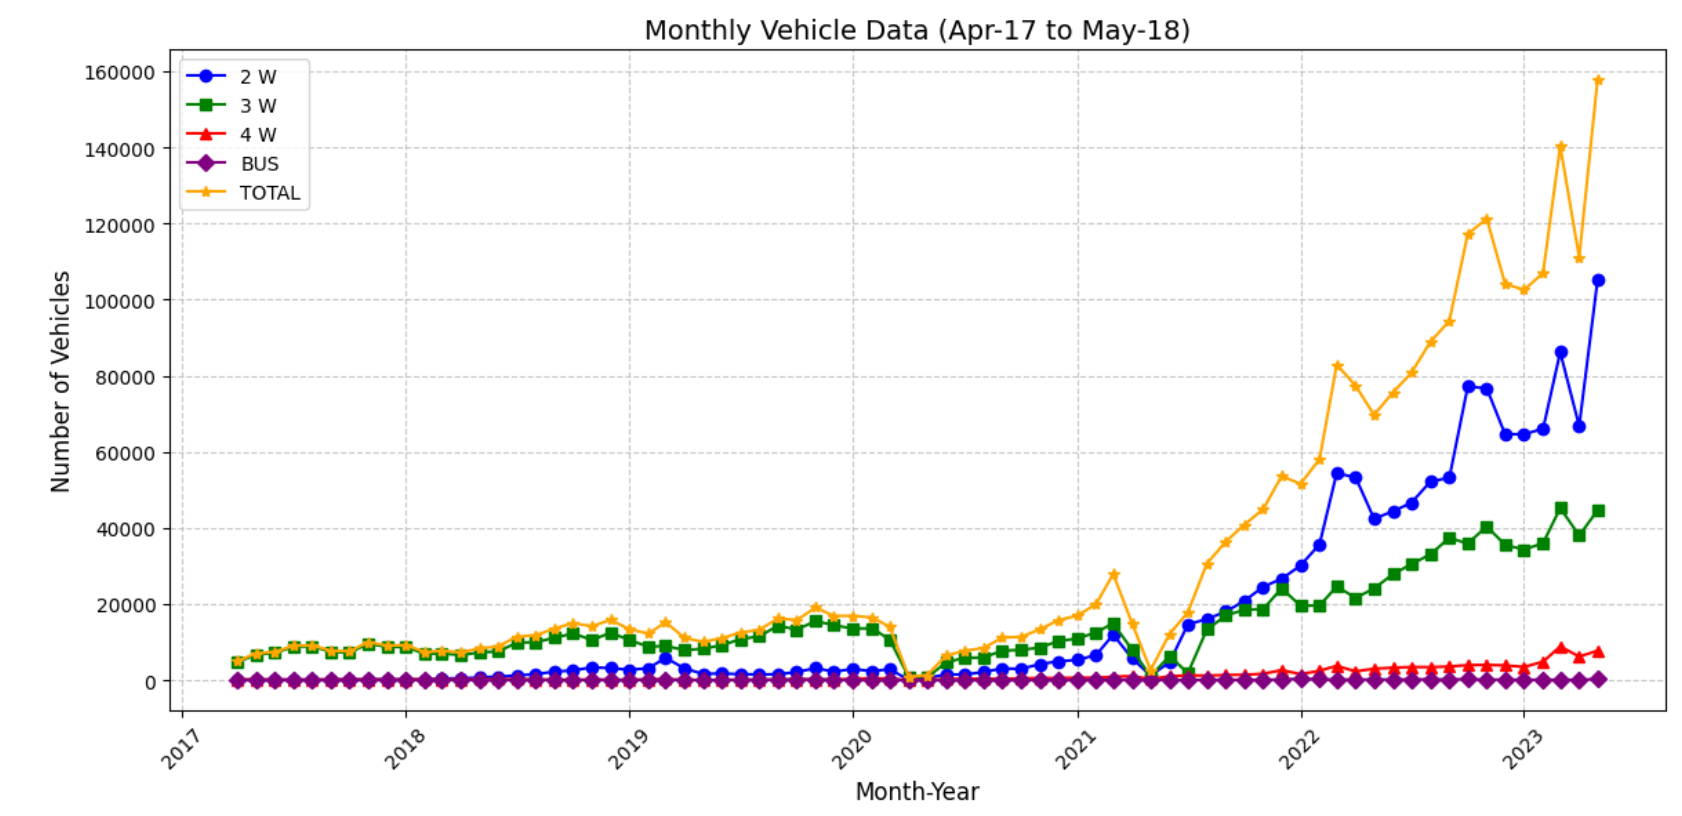 Monthly Vehicle Data (Apr-17 to May-18)
2 W
3 W
4 W
BUS
TOTAL
160000
140000
120000
100000
80000
60000
40000
20000
0
Number of Vehicles
2017
2018
2019
2020
2021
2022
2023
Month-Year